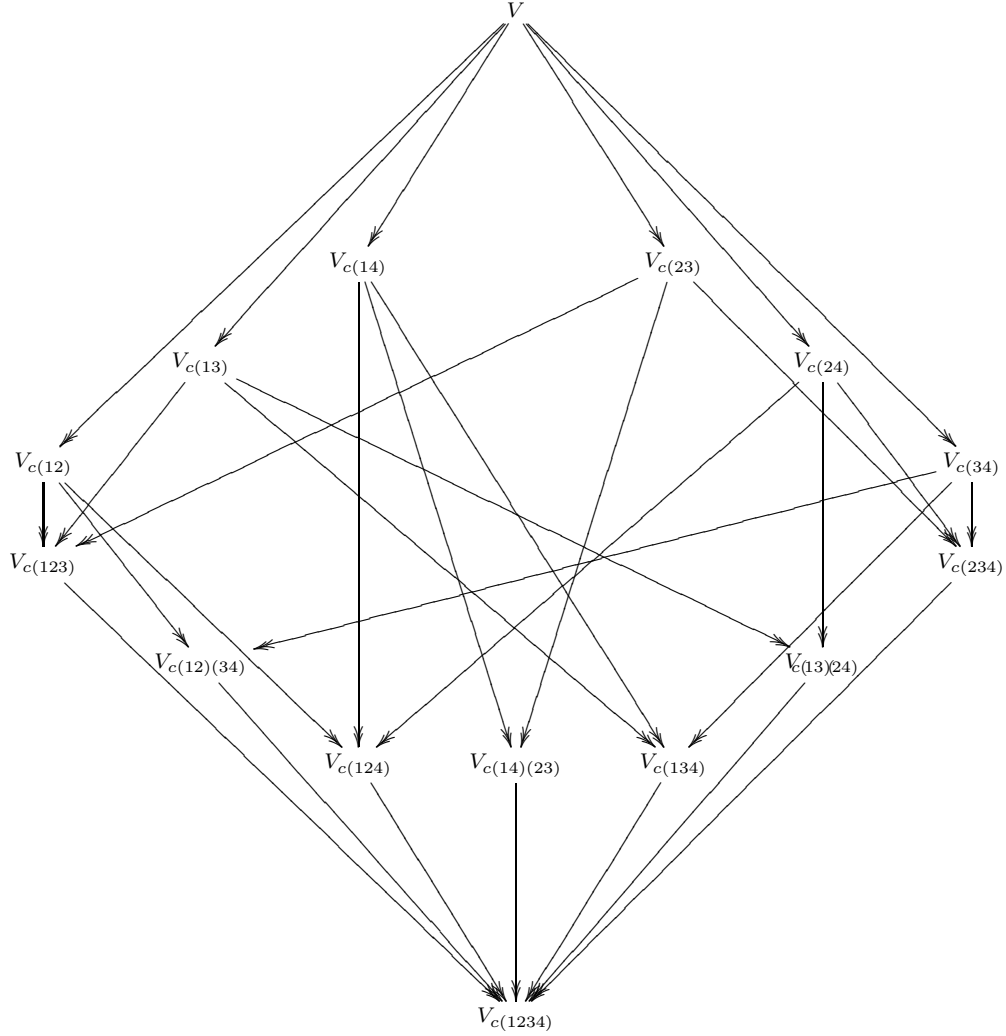 V
V_{c(14)} V_{c(23)}
V_{c(13)} V_{c(24)}
V_{c(12)} V_{c(34)}
V_{c(123)} V_{c(234)}
V_{c(12)(34)} V_{c(13)(24)}
V_{c(124)} V_{c(14)(23)} V_{c(134)}
V_{c(1234)}